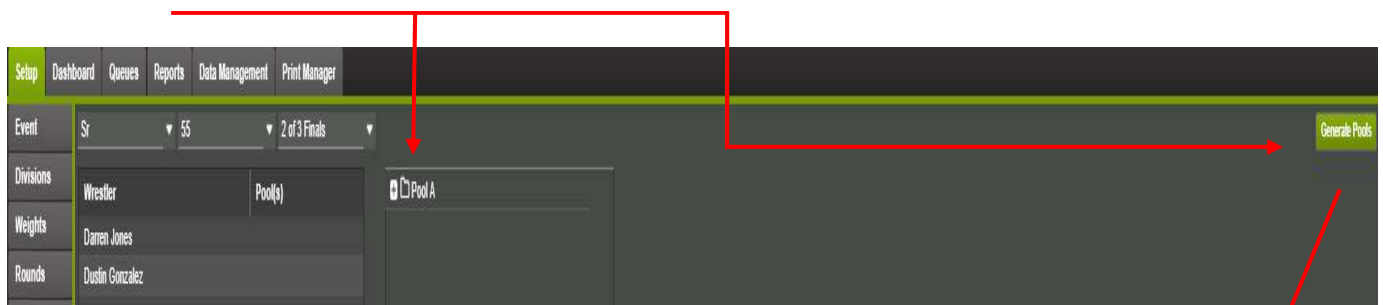 Setup Dashboard Queues Reports Data Management Print Manager
Event Sr 55 2 of 3 Finals Generate Pools
Divisions Wrestler Pool(s) Pool A
Weights Darren Jones
Rounds Dustin Gonzalez